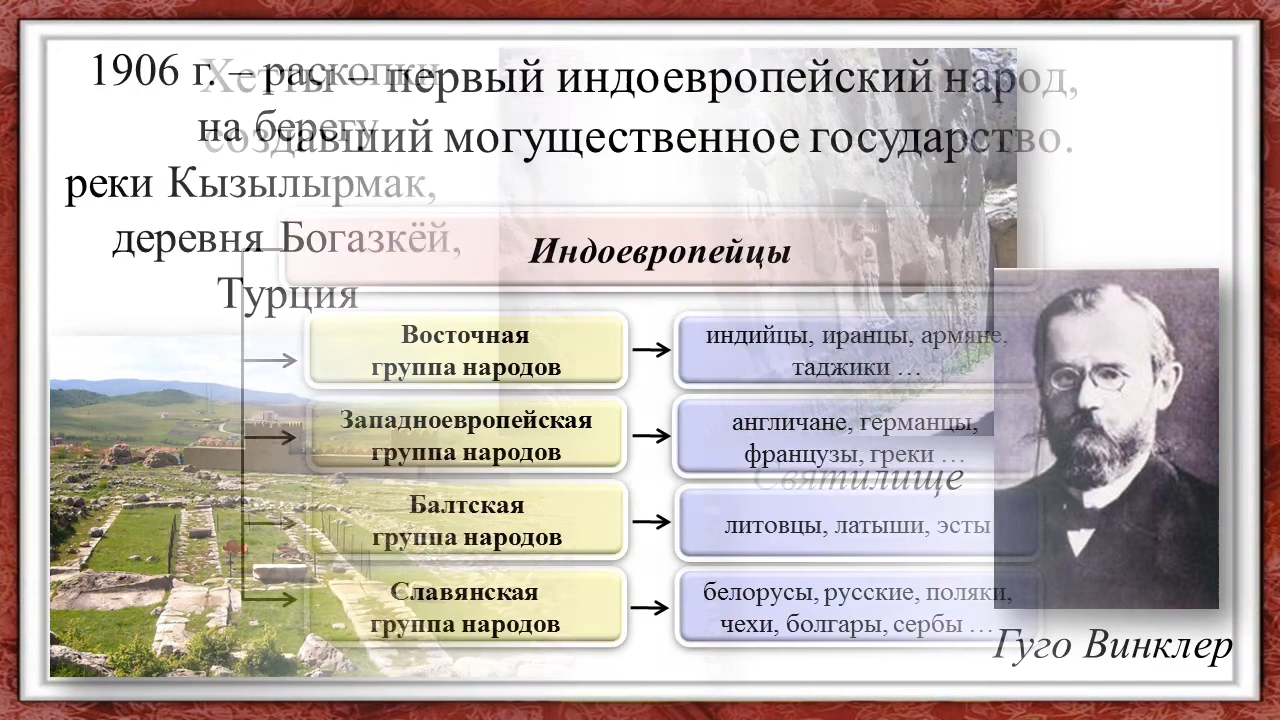 1906 г. – раскопки
на берегу
реки Кызылырмак,
деревня Богазкёй,
Турция
Хетты – первый индоевропейский народ,
создавший могущественное государство.
Индоевропейцы
Восточная
группа народов
индийцы, иранцы, армяне,
таджики …
Западноевропейская
группа народов
англичане, германцы,
французы, греки …
Святилище
Балтская
группа народов
литовцы, латыши, эсты
Славянская
группа народов
белорусы, русские, поляки,
чехи, болгары, сербы …
Гуго Винклер